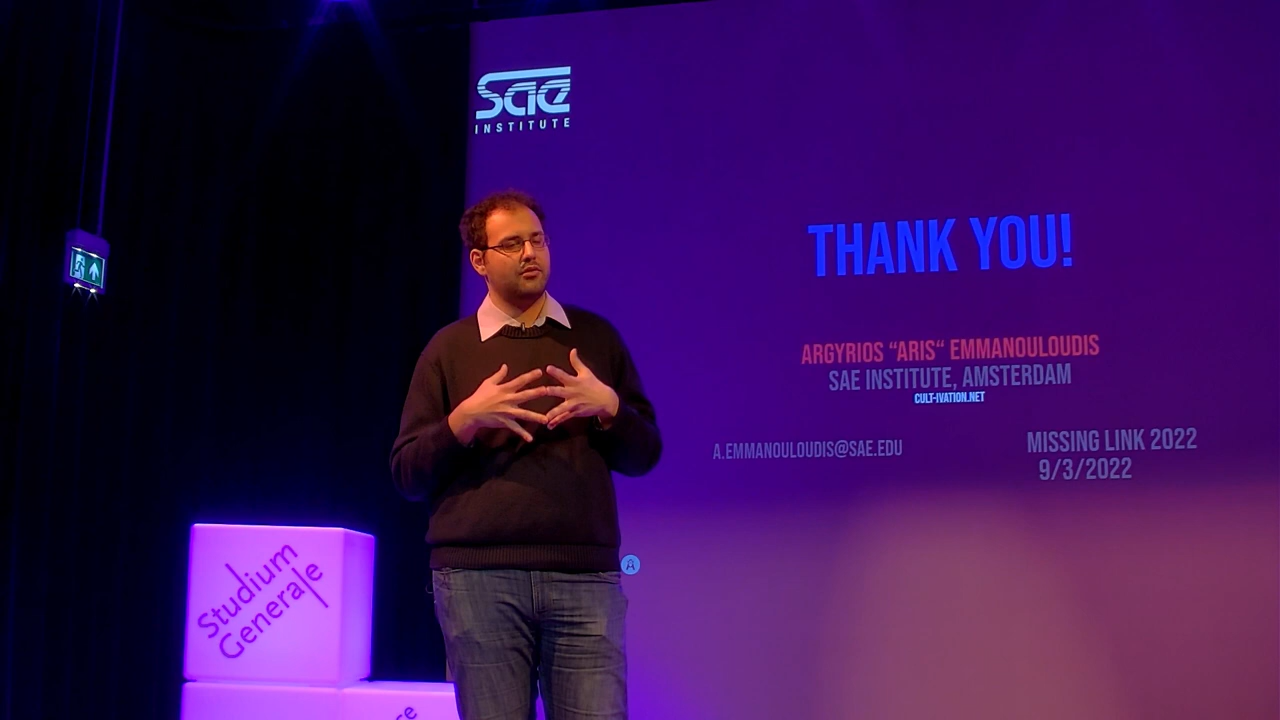 sae
INSTITUTE
THANK YOU!
ARGYRIOS “ARIS“ EMMANOULOUDIS
SAE INSTITUTE, AMSTERDAM
CULT-IVATION.NET
A.EMMANOULOUDIS@SAE.EDU
MISSING LINK 2022
9/3/2022
Studium
Generale